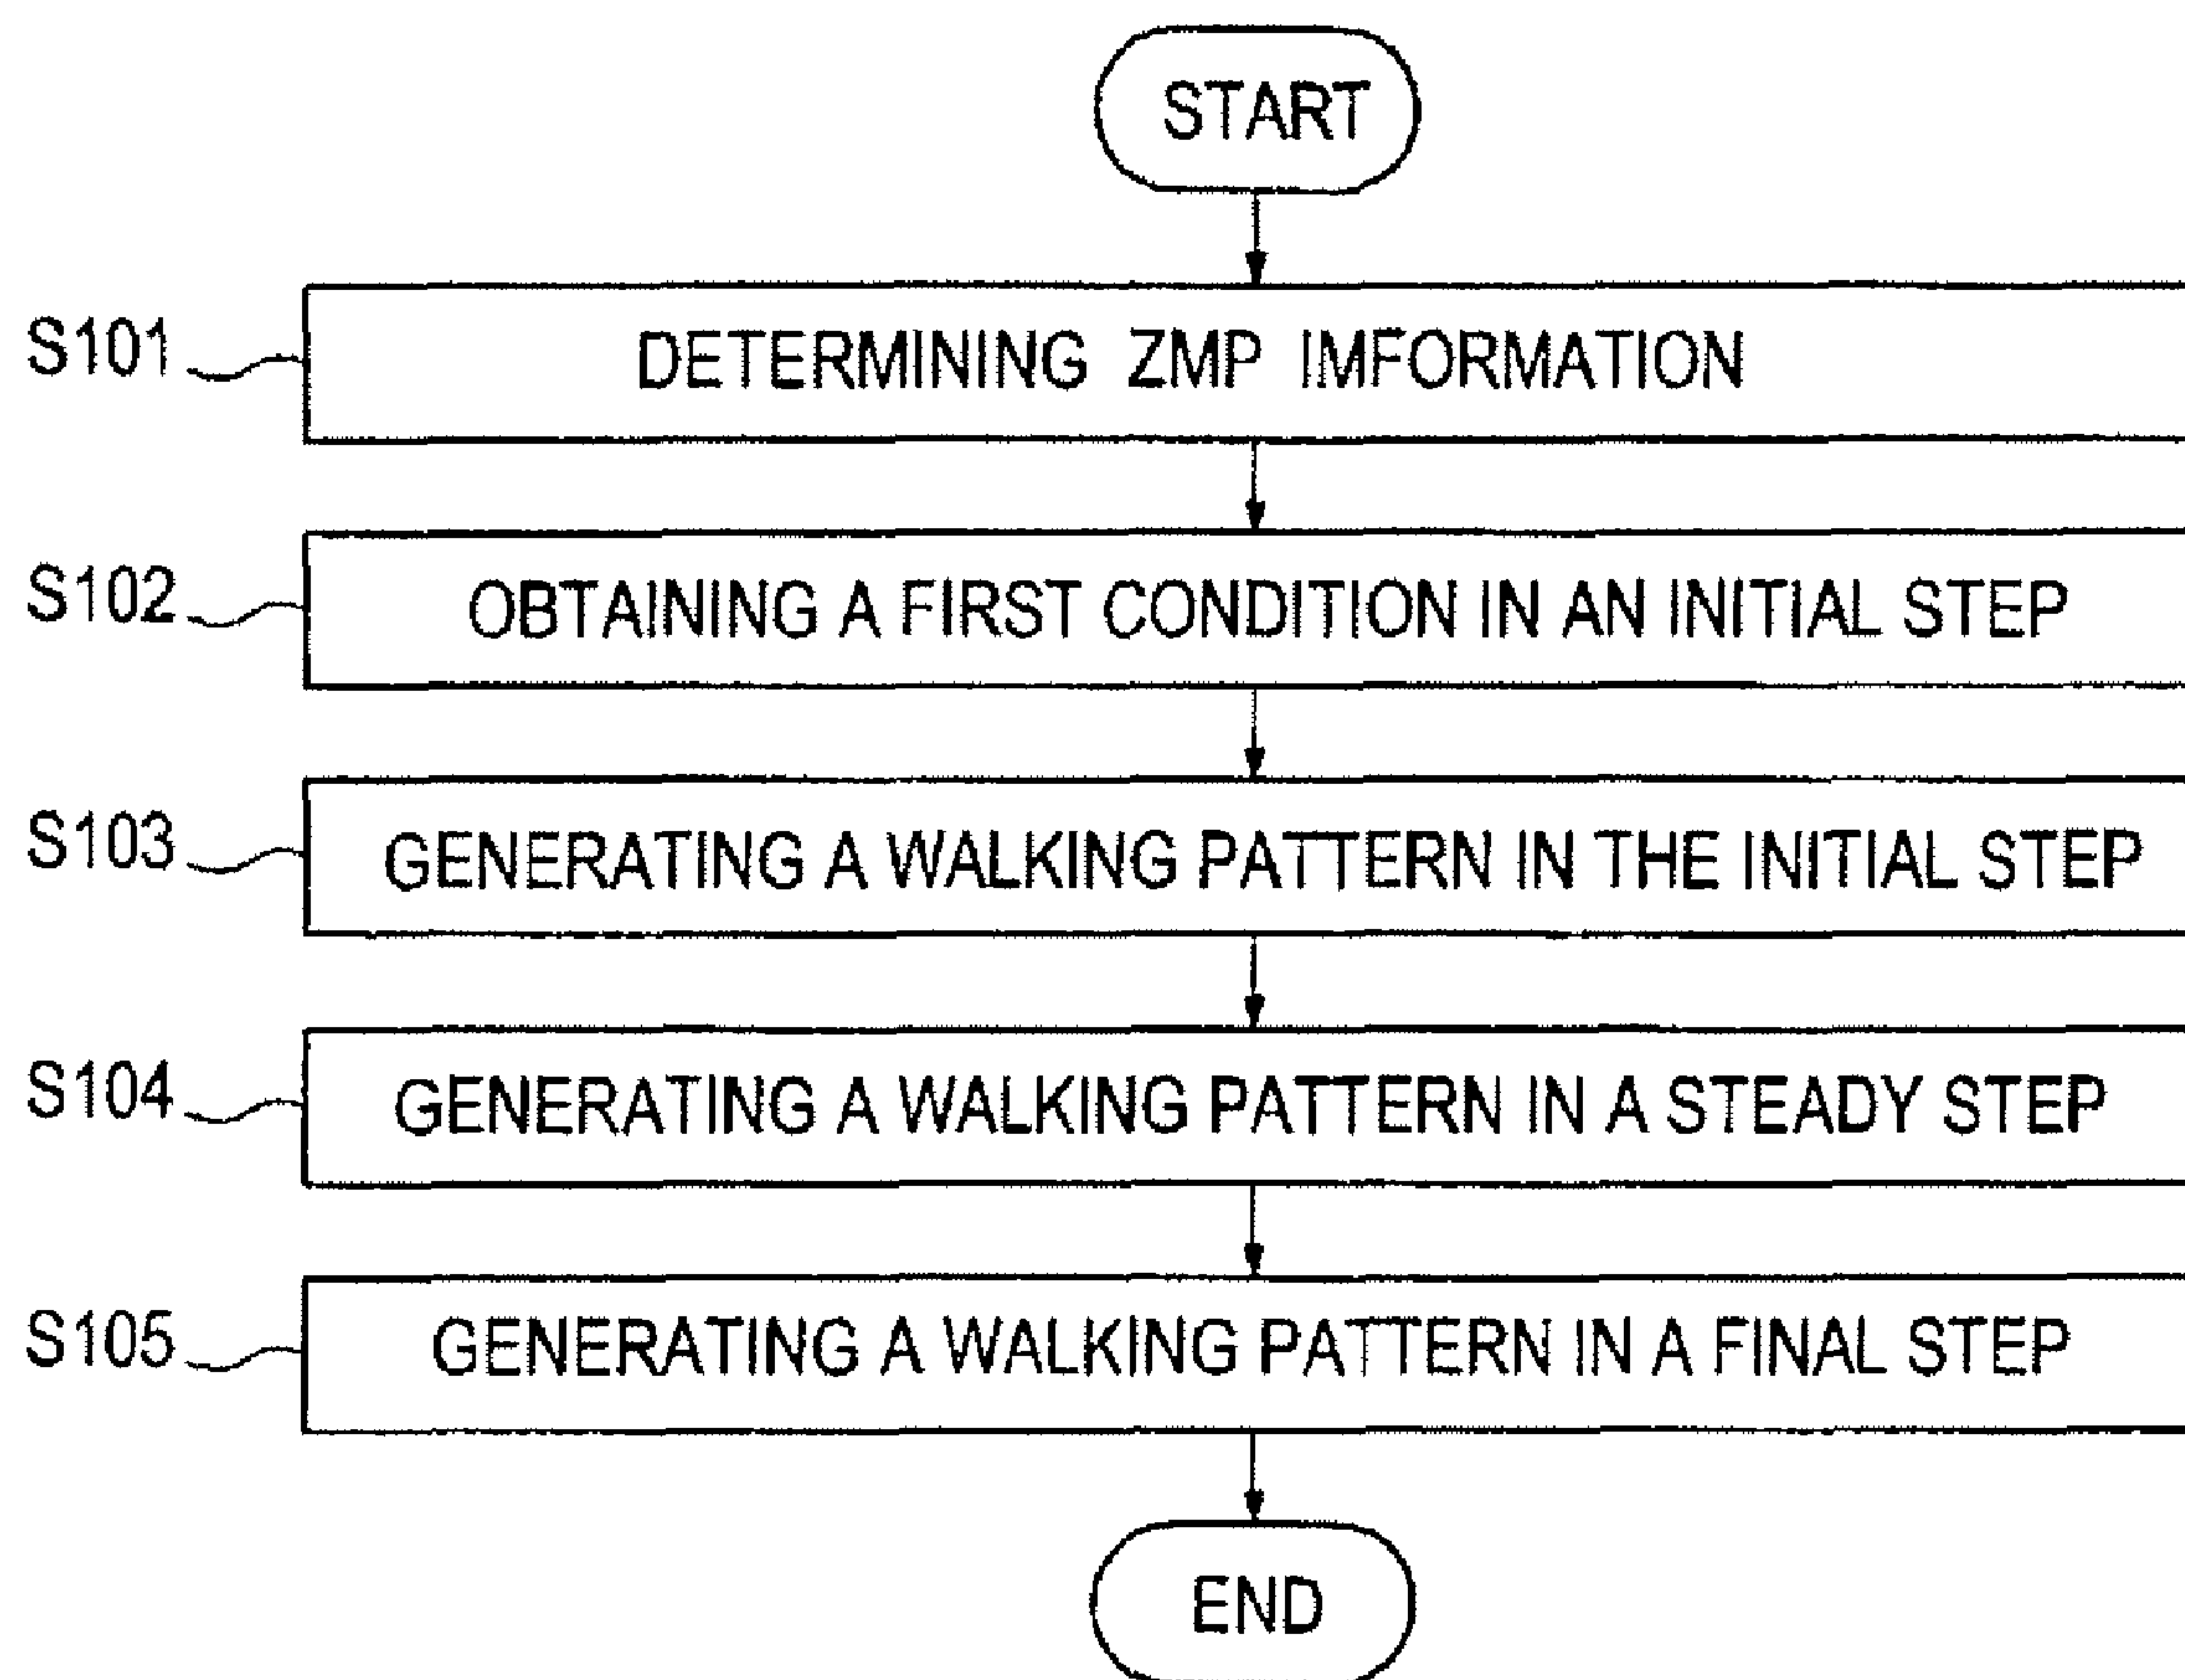 START
S101 DETERMINING ZMP IMFORMATION
S102 OBTAINING A FIRST CONDITION IN AN INITIAL STEP
S103 GENERATING A WALKING PATTERN IN THE INITIAL STEP
S104 GENERATING A WALKING PATTERN IN A STEADY STEP
S105 GENERATING A WALKING PATTERN IN A FINAL STEP
END